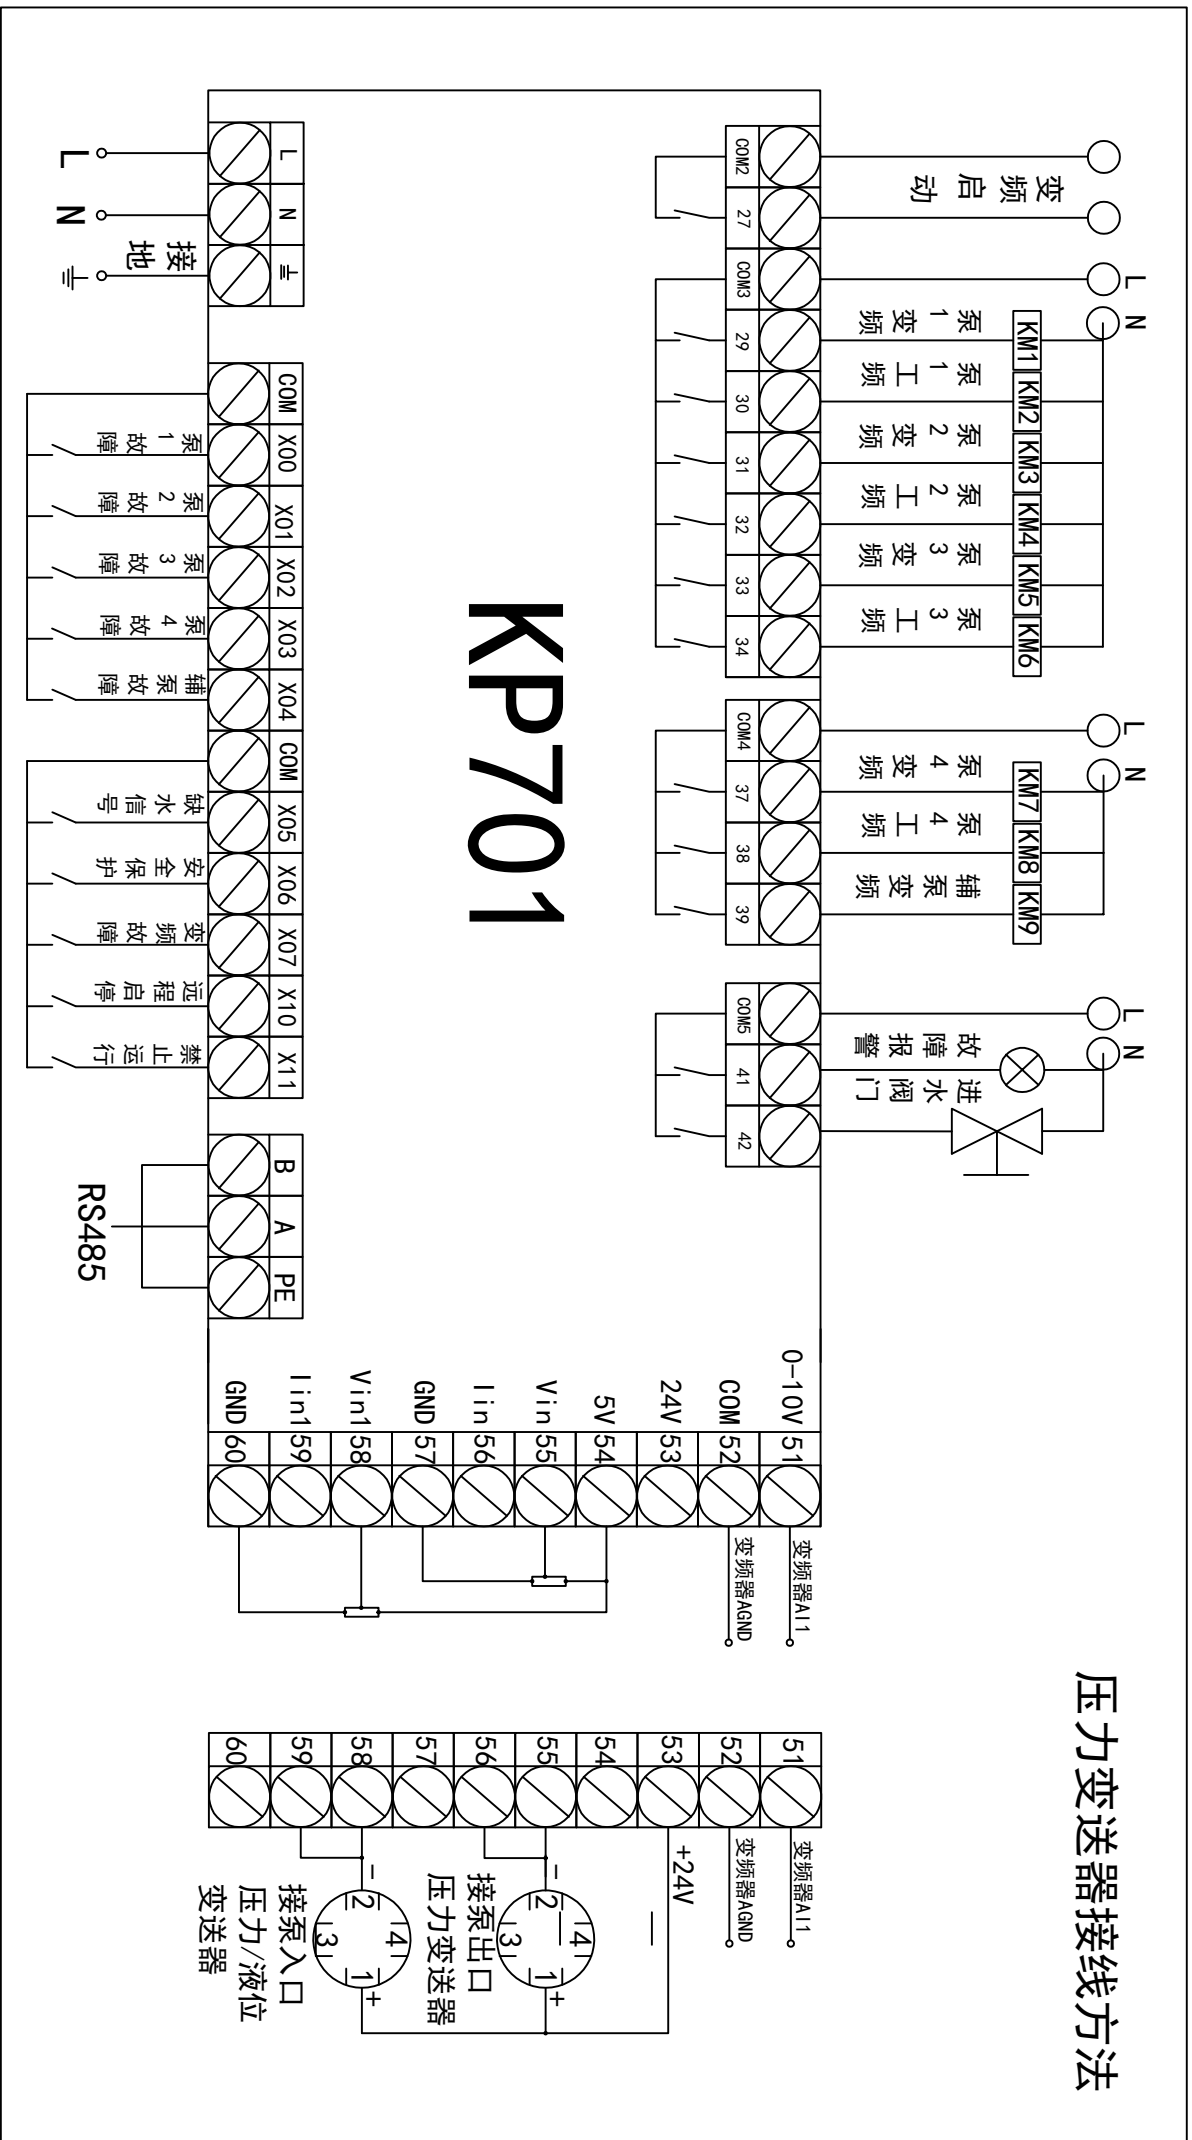 变频启动
L
N
泵1变频
泵1工频
泵2变频
泵2工频
泵3变频
泵3工频
KM1
KM2
KM3
KM4
KM5
KM6
L
N
泵4变频
泵4工频
辅泵变频
KM7
KM8
KM9
L
N
故障报警
进水阀门
COM2
27
COM3
29
30
31
32
33
34
COM4
37
38
39
COM5
41
42
KP701
L
N
L
N
接地
COM
X00
X01
X02
X03
X04
COM
X05
X06
X07
X10
X11
泵1故障
泵2故障
泵3故障
泵4故障
辅泵故障
缺水信号
安全保护
变频故障
远程启停
禁止运行
B
A
PE
RS485
0-10V 51
COM 52
24V 53
5V 54
Vin 55
Iin 56
GND 57
Vin1 58
Iin1 59
GND 60
变频器AI1
变频器AGND
压力变送器接线方法
51
52
53
54
55
56
57
58
59
60
变频器AI1
变频器AGND
+24V
-
2
4
3
1
+
接泵出口
压力变送器
-
2
4
3
1
+
接泵入口
压力/液位
变送器